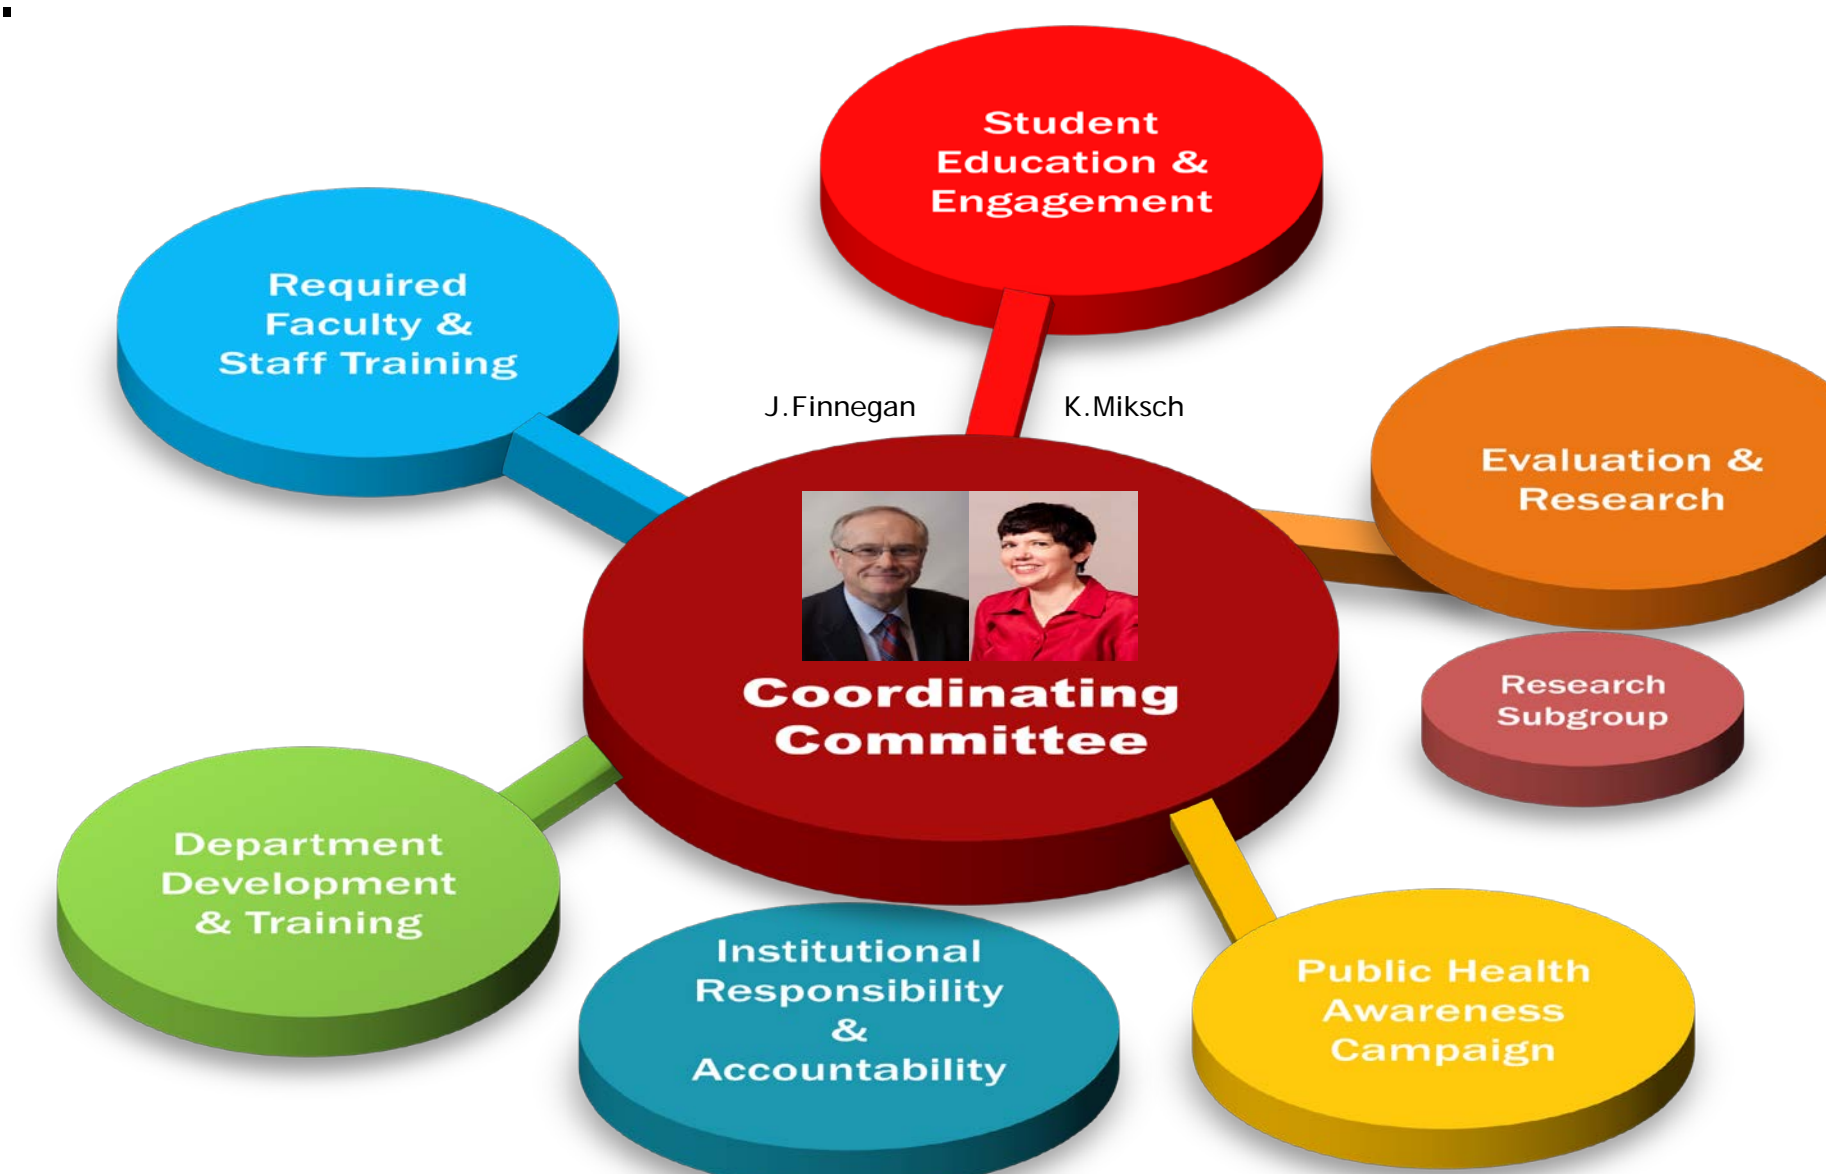 Student
Education &
Engagement
Required
Faculty &
Staff Training
J.Finnegan
K.Miksch
Evaluation &
Research
Coordinating
Committee
Research
Subgroup
Department
Development
& Training
Institutional
Responsibility
&
Accountability
Public Health
Awareness
Campaign